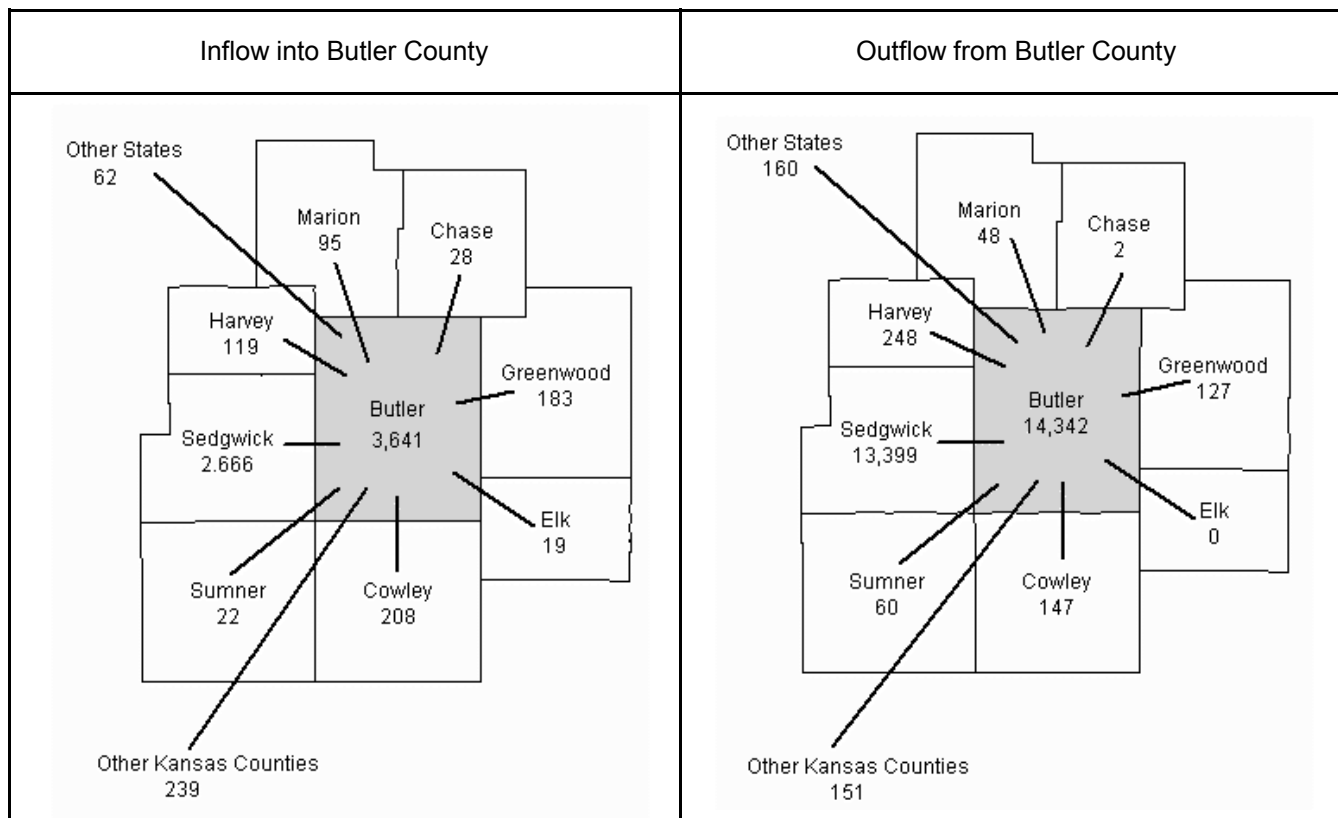 Inflow into Butler County
Outflow from Butler County
Other States
62
Marion
95
Chase
28
Harvey
119
Greenwood
183
Butler
3,641
Sedgwick
2.666
Elk
19
Sumner
22
Cowley
208
Other Kansas Counties
239
Other States
160
Marion
48
Chase
2
Harvey
248
Greenwood
127
Butler
14,342
Sedgwick
13,399
Elk
0
Sumner
60
Cowley
147
Other Kansas Counties
151